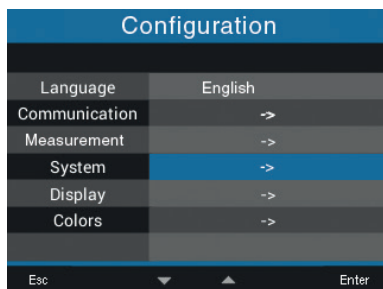 Configuration
Language English
Communication ->
Measurement ->
System ->
Display ->
Colors ->
Esc Enter